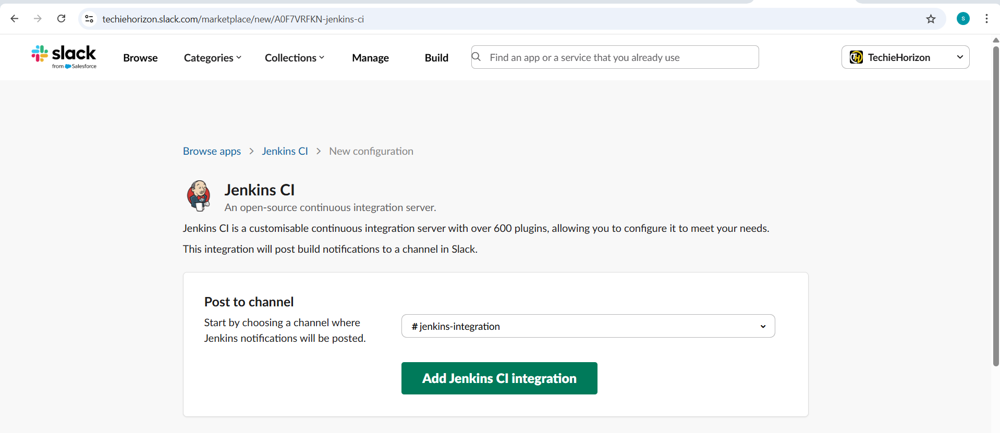 techiehorizon.slack.com/marketplace/new/A0F7VRFKN-jenkins-ci
S
slack
from Salesforce
Browse
Categories
Collections
Manage
Build
Find an app or a service that you already use
TH
TechieHorizon
Browse apps > Jenkins CI > New configuration
Jenkins CI
An open-source continuous integration server.
Jenkins CI is a customisable continuous integration server with over 600 plugins, allowing you to configure it to meet your needs.
This integration will post build notifications to a channel in Slack.
Post to channel
Start by choosing a channel where
Jenkins notifications will be posted.
# jenkins-integration
Add Jenkins CI integration